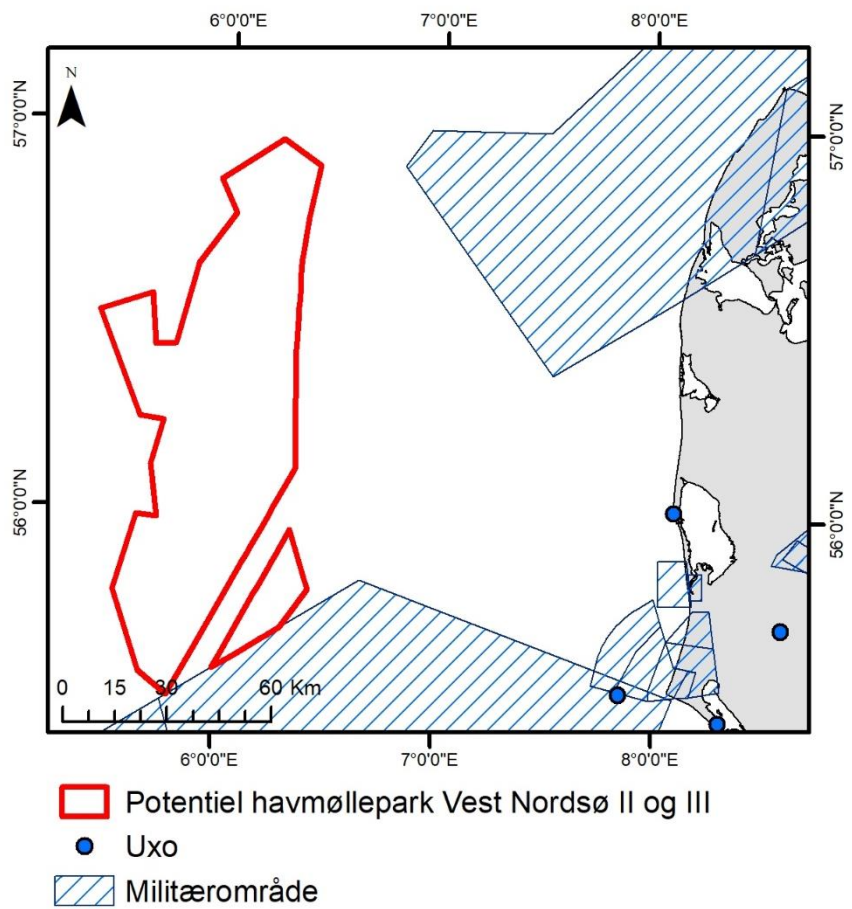 6°0'0"E 7°0'0"E 8°0'0"E
N
57°0'0"N 57°0'0"N
56°0'0"N 56°0'0"N
0 15 30 60 Km
6°0'0"E 7°0'0"E 8°0'0"E
Potentiel havmøllepark Vest Nordsø II og III
Uxo
Militærområde